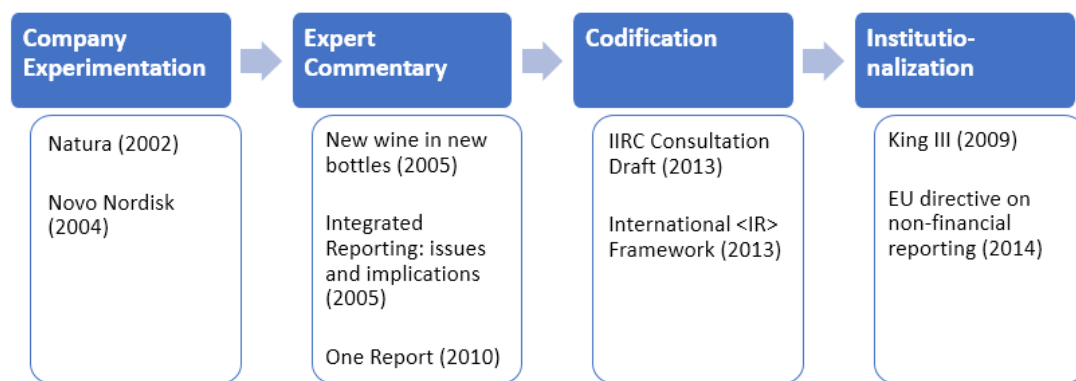 Company
Experimentation
Natura (2002)
Novo Nordisk
(2004)
Expert
Commentary
New wine in new
bottles (2005)
Integrated
Reporting: issues
and implications
(2005)
One Report (2010)
Codification
IIRC Consultation
Draft (2013)
International <IR>
Framework (2013)
Institutio-
nalization
King III (2009)
EU directive on
non-financial
reporting (2014)